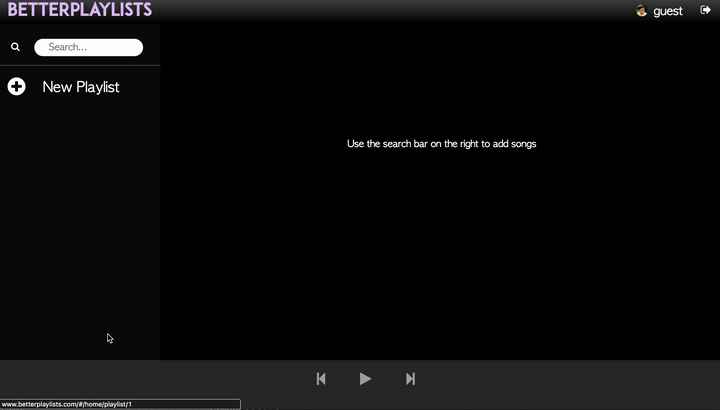 BETTERPLAYLISTS
guest
Search...
New Playlist
Use the search bar on the right to add songs
www.betterplaylists.com/#/home/playlist/1